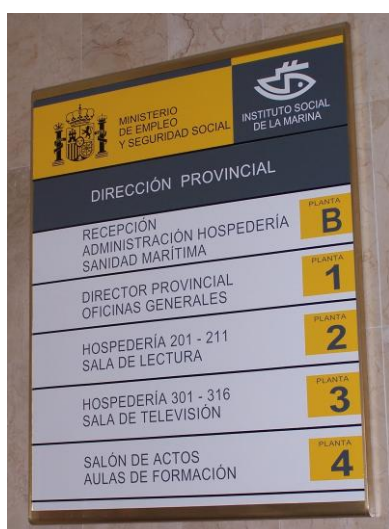 MINISTERIO
DE EMPLEO
Y SEGURIDAD SOCIAL
INSTITUTO SOCIAL
DE LA MARINA
DIRECCIÓN PROVINCIAL
RECEPCIÓN
ADMINISTRACIÓN HOSPEDERÍA
SANIDAD MARÍTIMA
PLANTA
B
DIRECTOR PROVINCIAL
OFICINAS GENERALES
PLANTA
1
HOSPEDERÍA 201 - 211
SALA DE LECTURA
PLANTA
2
HOSPEDERÍA 301 - 316
SALA DE TELEVISIÓN
PLANTA
3
SALÓN DE ACTOS
AULAS DE FORMACIÓN
PLANTA
4